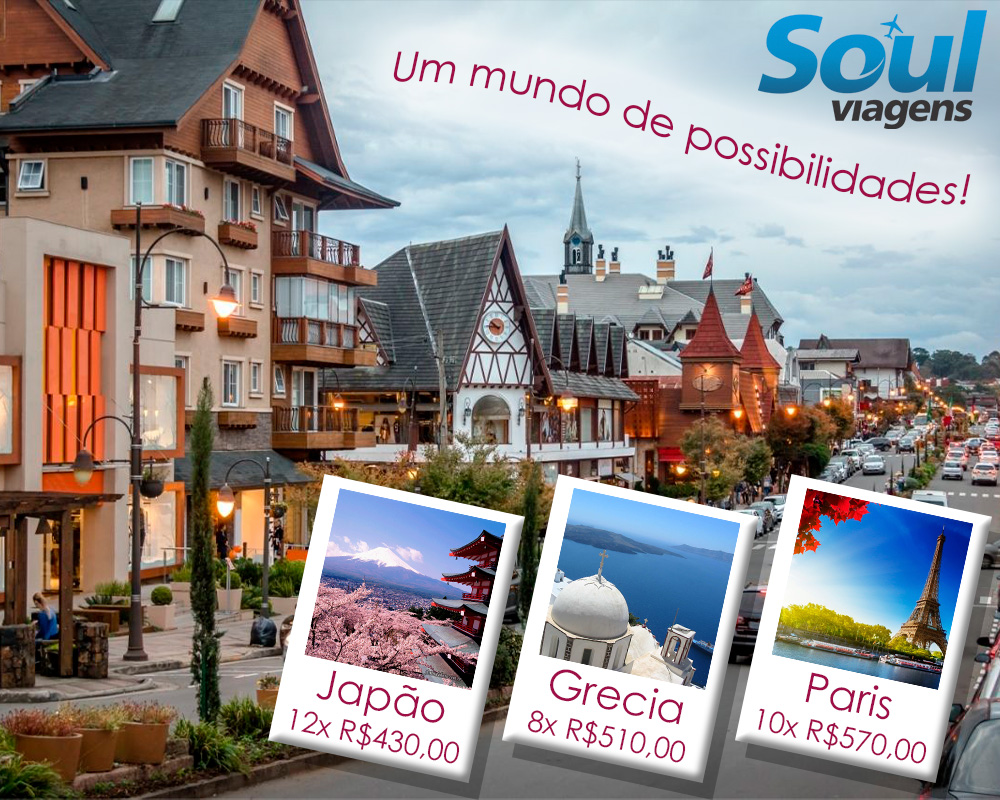 Soul
viagens
Um mundo de possibilidades!
Japão
12x R$430,00
Grecia
8x R$510,00
Paris
10x R$570,00